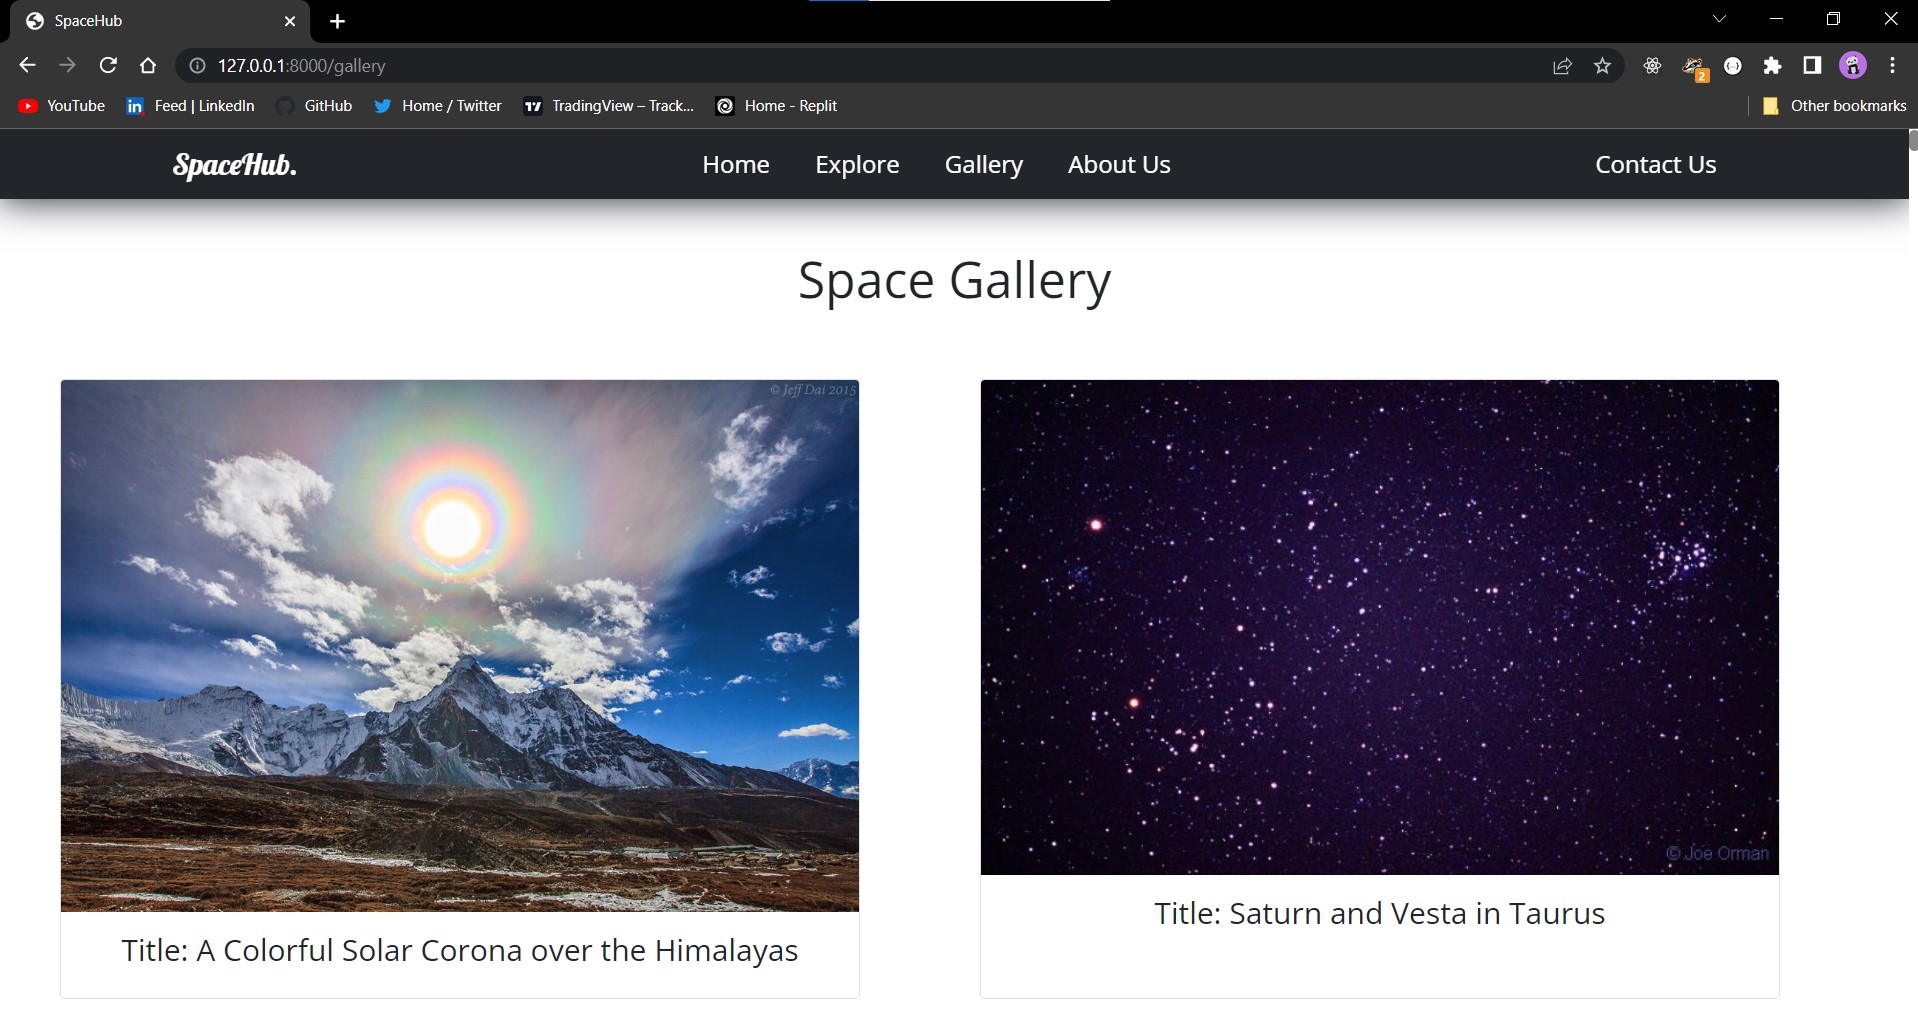 SpaceHub
127.0.0.1:8000/gallery
2
YouTube
Feed | LinkedIn
GitHub
Home / Twitter
TradingView – Track...
Home - Replit
Other bookmarks
SpaceHub.
Home
Explore
Gallery
About Us
Contact Us
Space Gallery
© Jeff Dai 2015
© Joe Orman
Title: A Colorful Solar Corona over the Himalayas
Title: Saturn and Vesta in Taurus